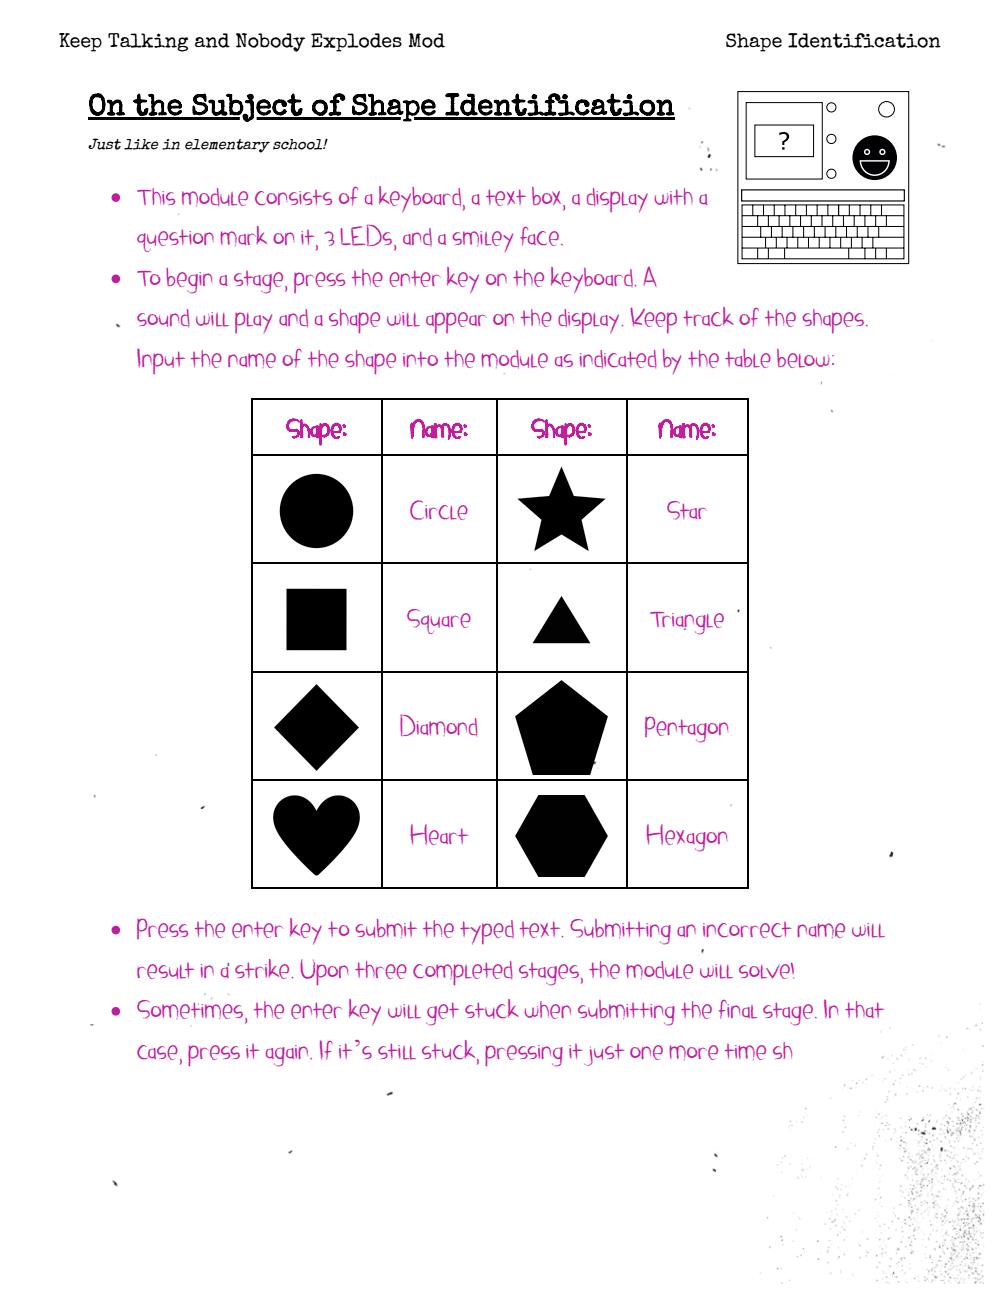 Keep Talking and Nobody Explodes Mod
Shape Identification
On the Subject of Shape Identification
Just like in elementary school!
?
• This module consists of a keyboard, a text box, a display with a
question mark on it, 3 LEDs, and a smiley face.
• To begin a stage, press the enter key on the keyboard. A
sound will play and a shape will appear on the display. Keep track of the shapes.
Input the name of the shape into the module as indicated by the table below:
Shape: Name: Shape: Name:
Circle Star
Square Triangle
Diamond Pentagon
Heart Hexagon
• Press the enter key to submit the typed text. Submitting an incorrect name will
result in a strike. Upon three completed stages, the module will solve!
• Sometimes, the enter key will get stuck when submitting the final stage. In that
case, press it again. If it's still stuck, pressing it just one more time sh